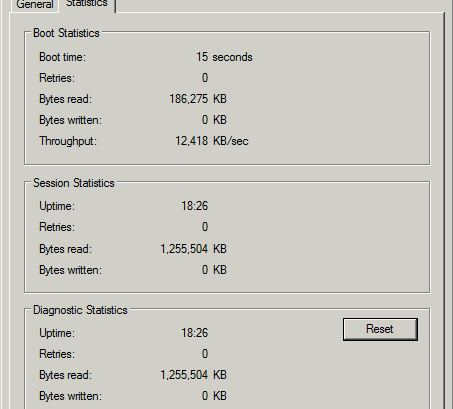 General Statistics
Boot Statistics
Boot time: 15 seconds
Retries: 0
Bytes read: 186,275 KB
Bytes written: 0 KB
Throughput: 12,418 KB/sec
Session Statistics
Uptime: 18:26
Retries: 0
Bytes read: 1,255,504 KB
Bytes written: 0 KB
Diagnostic Statistics
Uptime: 18:26 Reset
Retries: 0
Bytes read: 1,255,504 KB
Bytes written: 0 KB